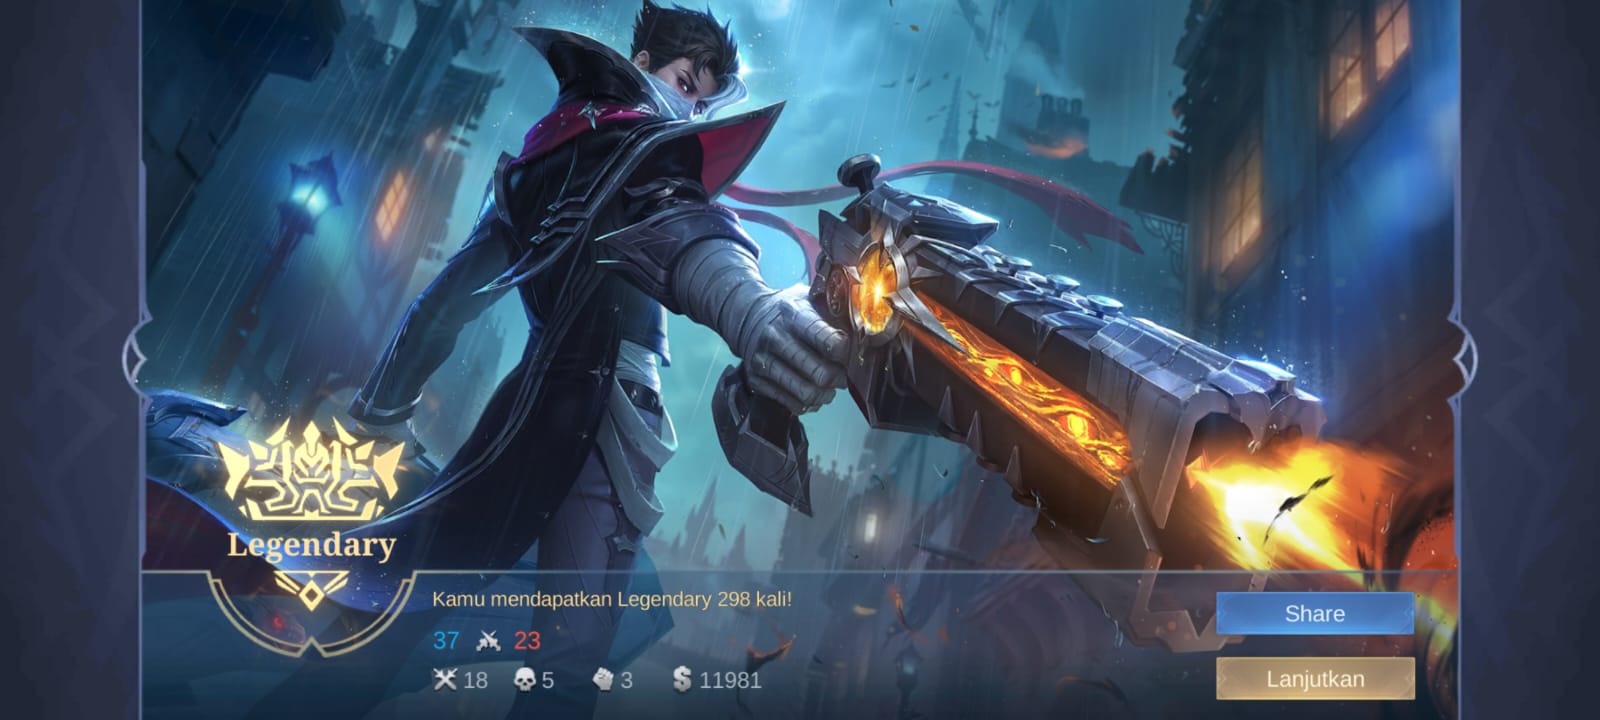 Legendary
Kamu mendapatkan Legendary 298 kali!
37 23
18 5 3 11981
Share
Lanjutkan